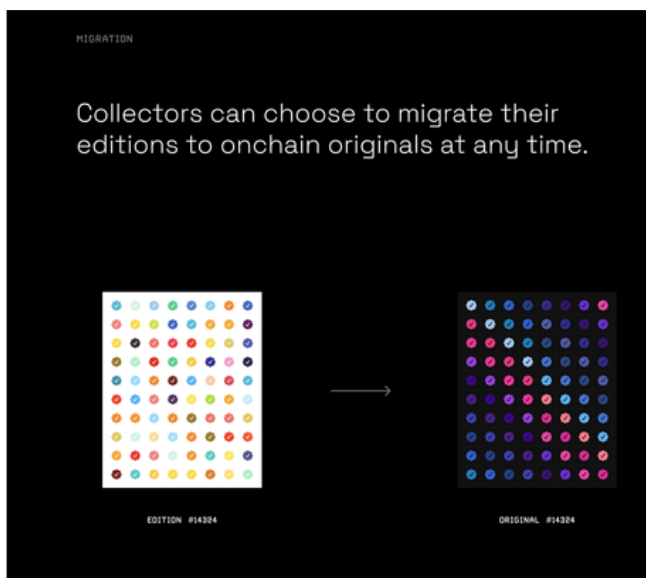 MIGRATION
Collectors can choose to migrate their
editions to onchain originals at any time.
EDITION #14324
ORIGINAL #14324